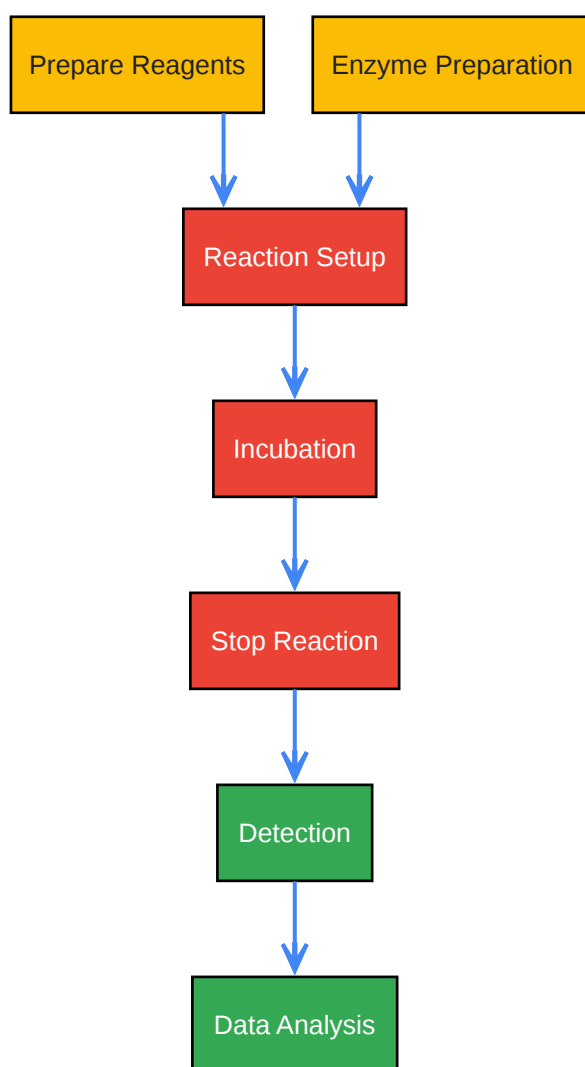 Prepare Reagents
Enzyme Preparation
Reaction Setup
Incubation
Stop Reaction
Detection
Data Analysis